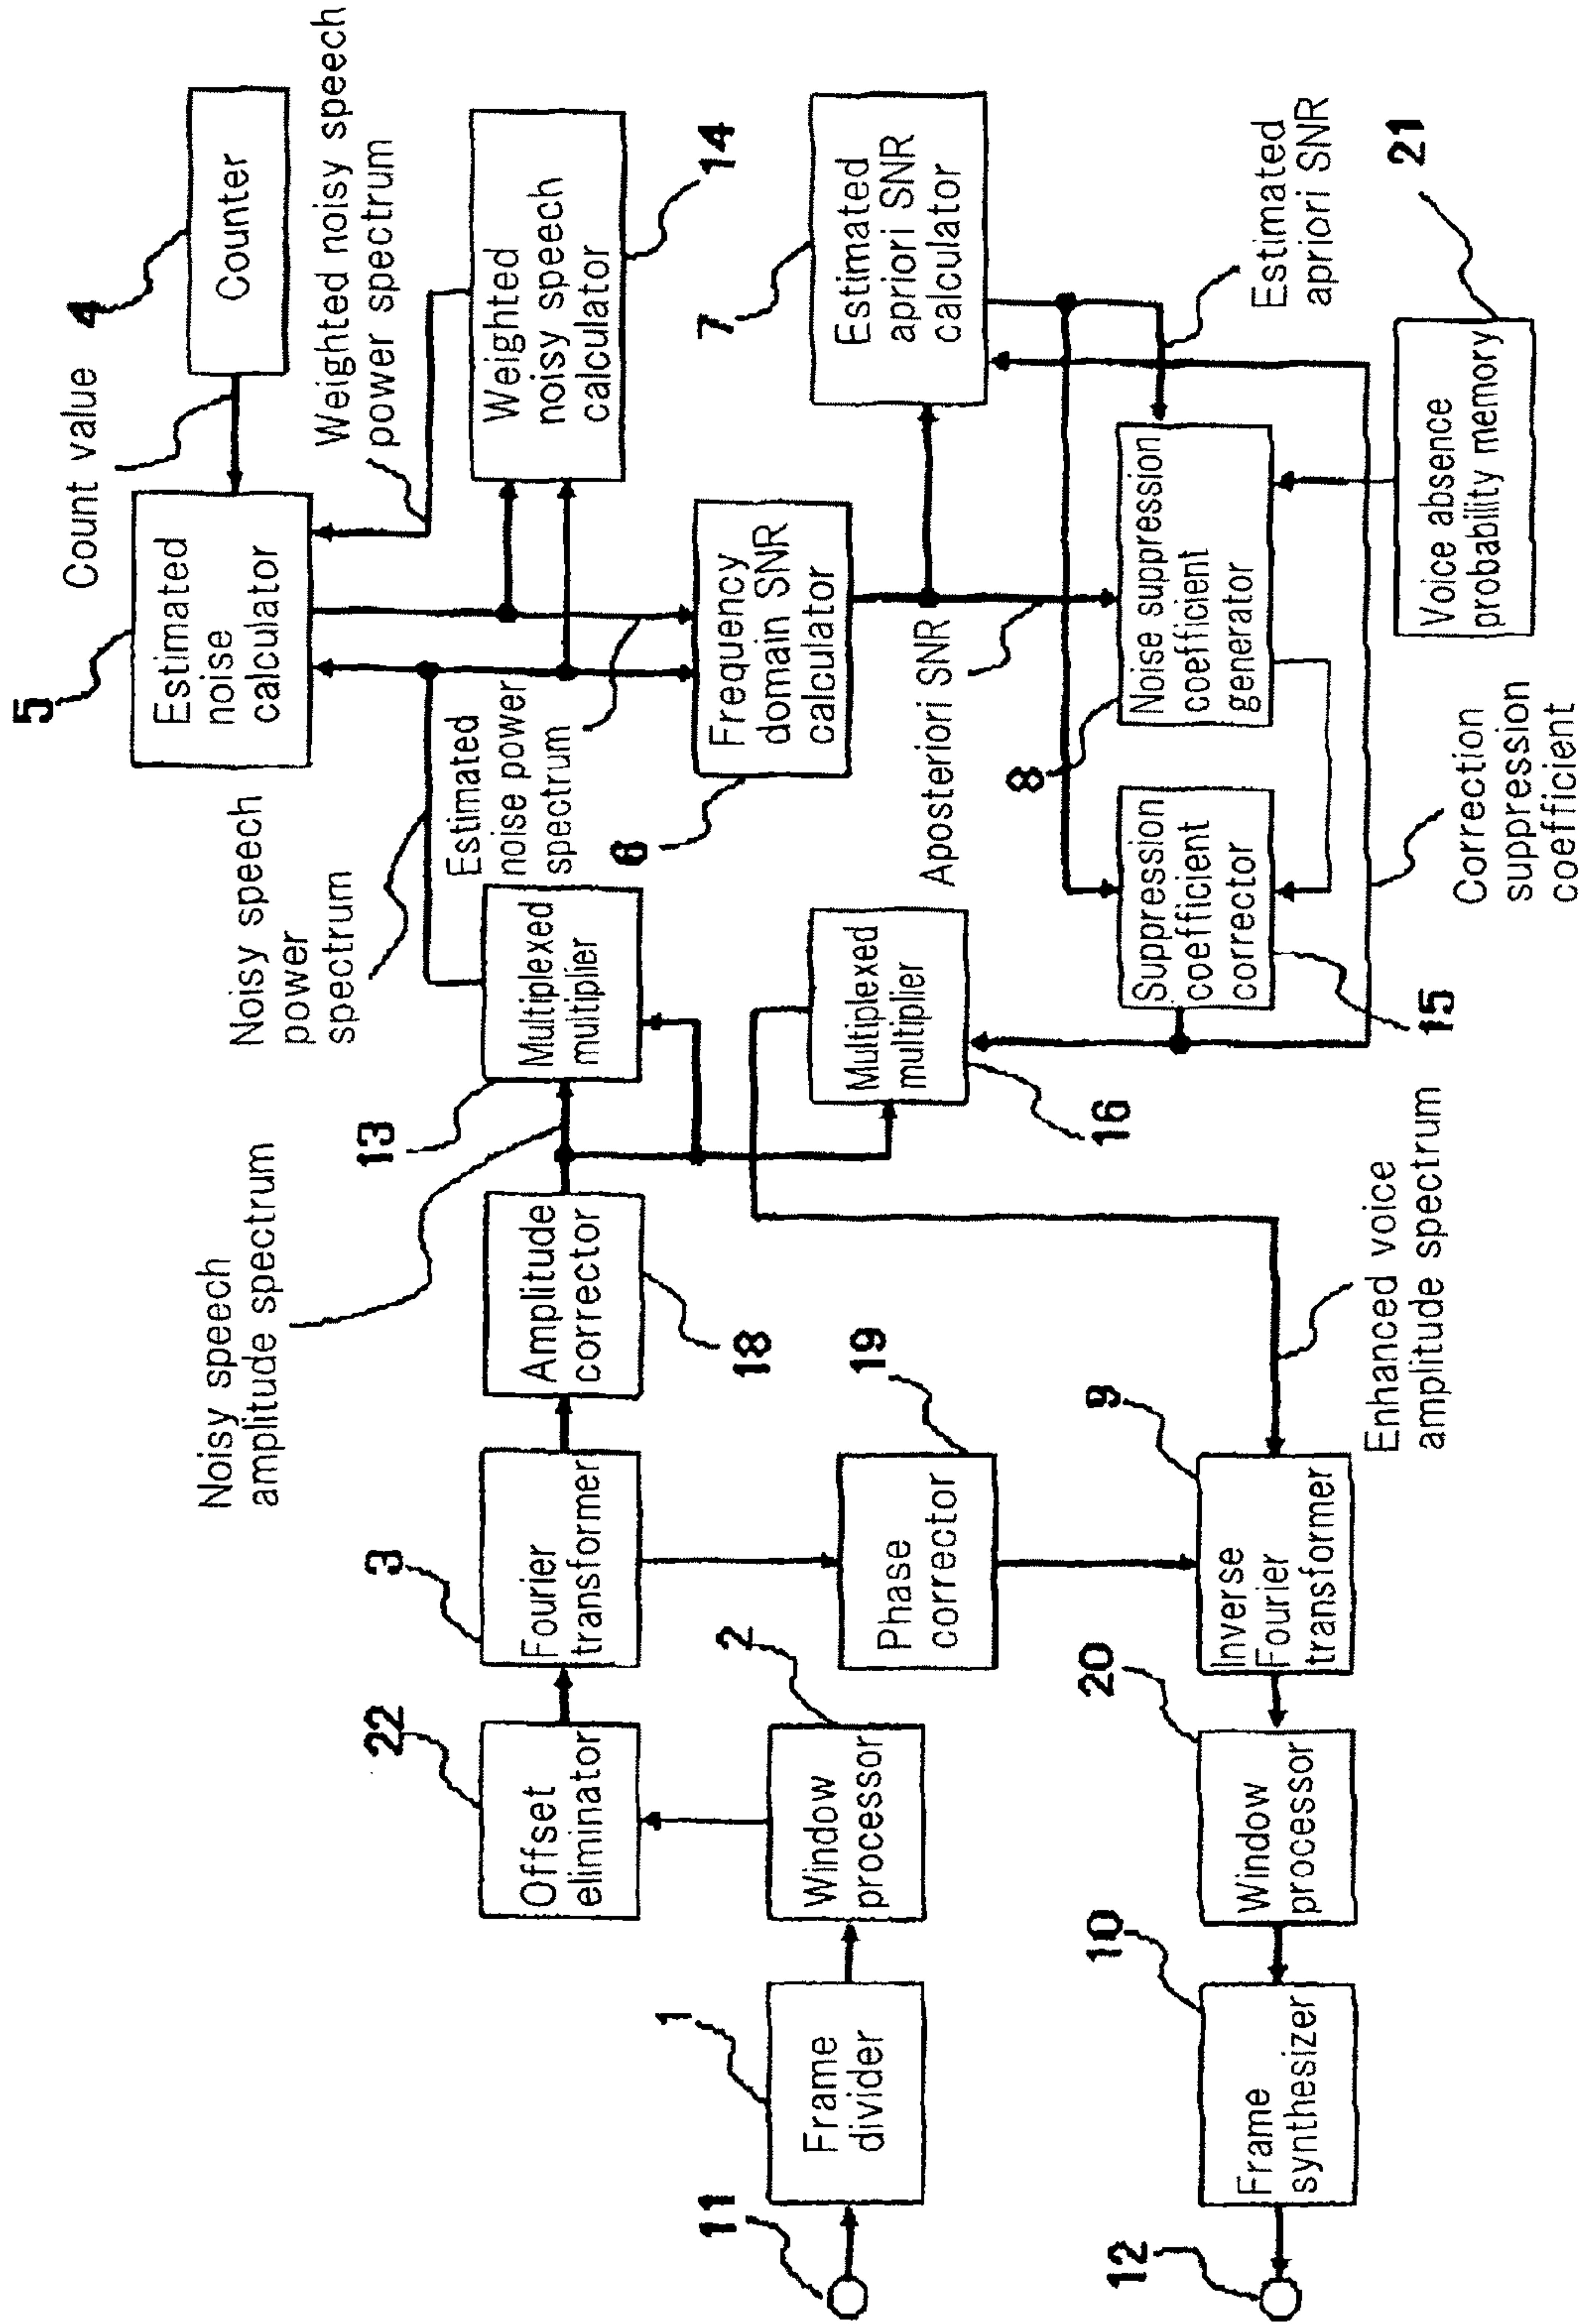 5
Estimated
noise
calculator
Count value
4
Counter
Weighted noisy speech
power spectrum
Noisy speech
power
spectrum
Noisy speech
amplitude spectrum
22
Offset
eliminator
3
Fourier
transformer
Amplitude
corrector
18
13
Multiplexed
multiplier
Estimated
noise power
spectrum
Weighted
noisy speech
calculator
14
6
Frequency
domain SNR
calculator
11
1
Frame
divider
2
Window
processor
Phase
corrector
19
Multiplexed
multiplier
16
Aposteriori SNR
7
Estimated
apriori SNR
calculator
8
Suppression
coefficient
corrector
15
Noise suppression
coefficient
generator
Estimated
apriori SNR
12
10
Frame
synthesizer
20
Window
processor
9
Inverse
Fourier
transformer
Enhanced voice
amplitude spectrum
Correction
suppression
coefficient
Voice absence
probability memory
21